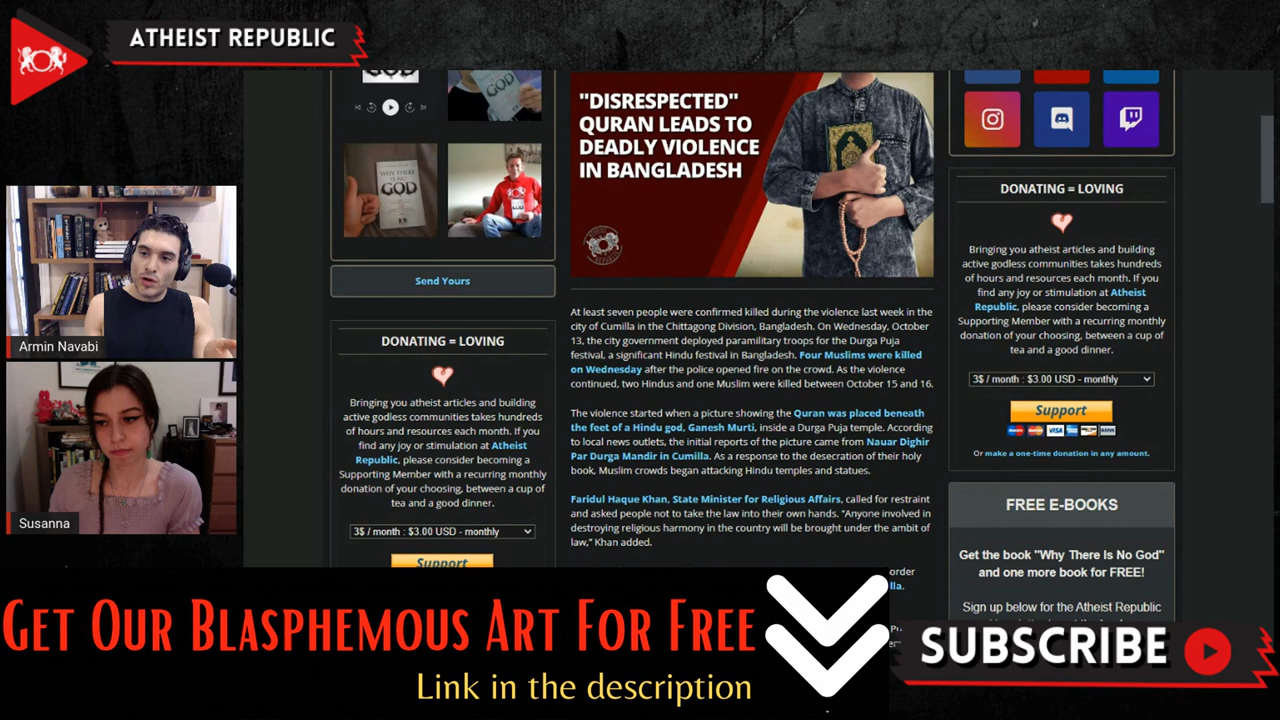 ATHEIST REPUBLIC
Armin Navabi
Susanna
GOD
GOD
WHY THERE
IS NO
GOD
Send Yours
DONATING = LOVING
Bringing you atheist articles and building
active godless communities takes hundreds
of hours and resources each month. If you
find any joy or stimulation at Atheist
Republic, please consider becoming a
Supporting Member with a recurring monthly
donation of your choosing, between a cup of
tea and a good dinner.
3$ / month : $3.00 USD - monthly
Support
"DISRESPECTED"
QURAN LEADS TO
DEADLY VIOLENCE
IN BANGLADESH
At least seven people were confirmed killed during the violence last week in the
city of Cumilla in the Chittagong Division, Bangladesh. On Wednesday, October
13, the city government deployed paramilitary troops for the Durga Puja
festival, a significant Hindu festival in Bangladesh. Four Muslims were killed
on Wednesday after the police opened fire on the crowd. As the violence
continued, two Hindus and one Muslim were killed between October 15 and 16.
The violence started when a picture showing the Quran was placed beneath
the feet of a Hindu god, Ganesh Murti, inside a Durga Puja temple. According
to local news outlets, the initial reports of the picture came from Nauar Dighir
Par Durga Mandir in Cumilla. As a response to the desecration of their holy
book, Muslim crowds began attacking Hindu temples and statues.
Faridul Haque Khan, State Minister for Religious Affairs, called for restraint
and asked people not to take the law into their own hands. “Anyone involved in
destroying religious harmony in the country will be brought under the ambit of
law,” Khan added.
order
la.
DONATING = LOVING
Bringing you atheist articles and building
active godless communities takes hundreds
of hours and resources each month. If you
find any joy or stimulation at Atheist
Republic, please consider becoming a
Supporting Member with a recurring monthly
donation of your choosing, between a cup of
tea and a good dinner.
3$ / month : $3.00 USD - monthly
Support
VISA
BANK
Or make a one-time donation in any amount.
FREE E-BOOKS
Get the book "Why There Is No God"
and one more book for FREE!
Sign up below for the Atheist Republic
GET OUR BLASPHEMOUS ART FOR FREE
Link in the description
SUBSCRIBE